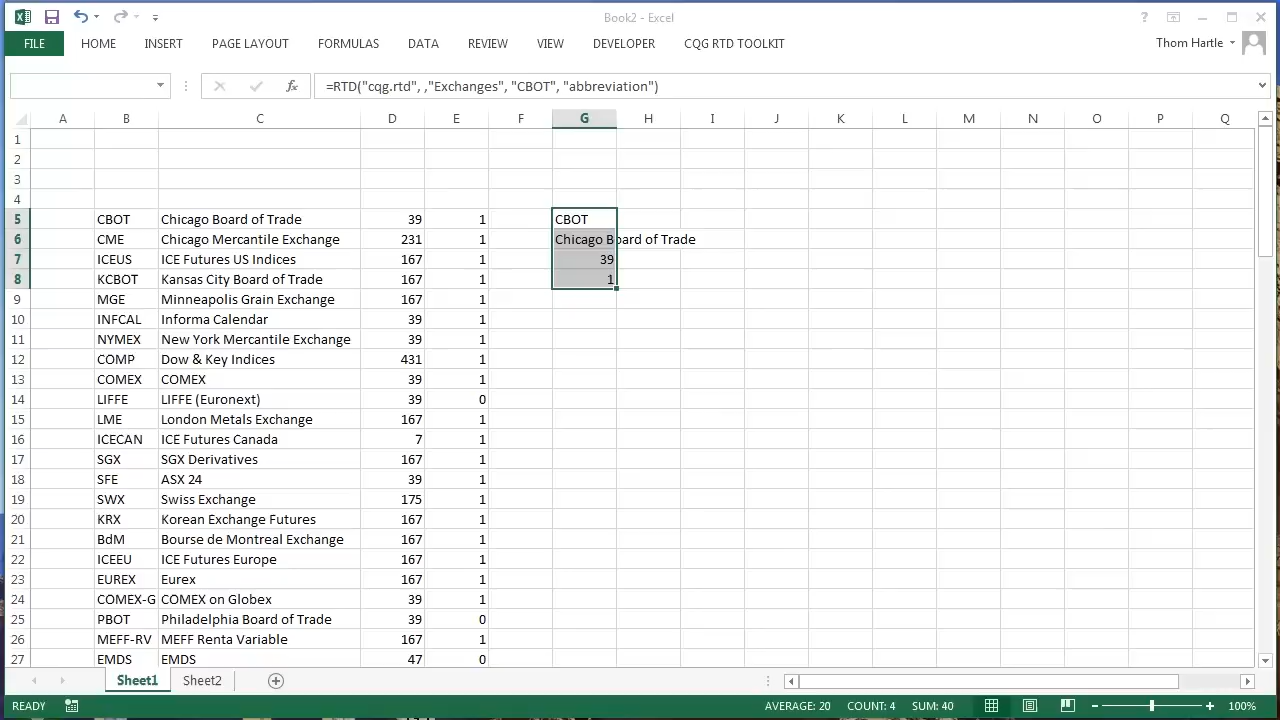 Book2 - Excel
FILE HOME INSERT PAGE LAYOUT FORMULAS DATA REVIEW VIEW DEVELOPER CQG RTD TOOLKIT Thom Hartle
fx =RTD("cqg.rtd", ,"Exchanges", "CBOT", "abbreviation")
A B C D E F G H I J K L M N O P Q
1
2
3
4
5 CBOT Chicago Board of Trade 39 1 CBOT
6 CME Chicago Mercantile Exchange 231 1 Chicago Board of Trade
7 ICEUS ICE Futures US Indices 167 1 39
8 KCBOT Kansas City Board of Trade 167 1 1
9 MGE Minneapolis Grain Exchange 167 1
10 INFCAL Informa Calendar 39 1
11 NYMEX New York Mercantile Exchange 39 1
12 COMP Dow & Key Indices 431 1
13 COMEX COMEX 39 1
14 LIFFE LIFFE (Euronext) 39 0
15 LME London Metals Exchange 167 1
16 ICECAN ICE Futures Canada 7 1
17 SGX SGX Derivatives 167 1
18 SFE ASX 24 39 1
19 SWX Swiss Exchange 175 1
20 KRX Korean Exchange Futures 167 1
21 BdM Bourse de Montreal Exchange 167 1
22 ICEEU ICE Futures Europe 167 1
23 EUREX Eurex 167 1
24 COMEX-G COMEX on Globex 39 1
25 PBOT Philadelphia Board of Trade 39 0
26 MEFF-RV MEFF Renta Variable 167 1
27 EMDS EMDS 47 0
Sheet1 Sheet2
READY AVERAGE: 20 COUNT: 4 SUM: 40 100%